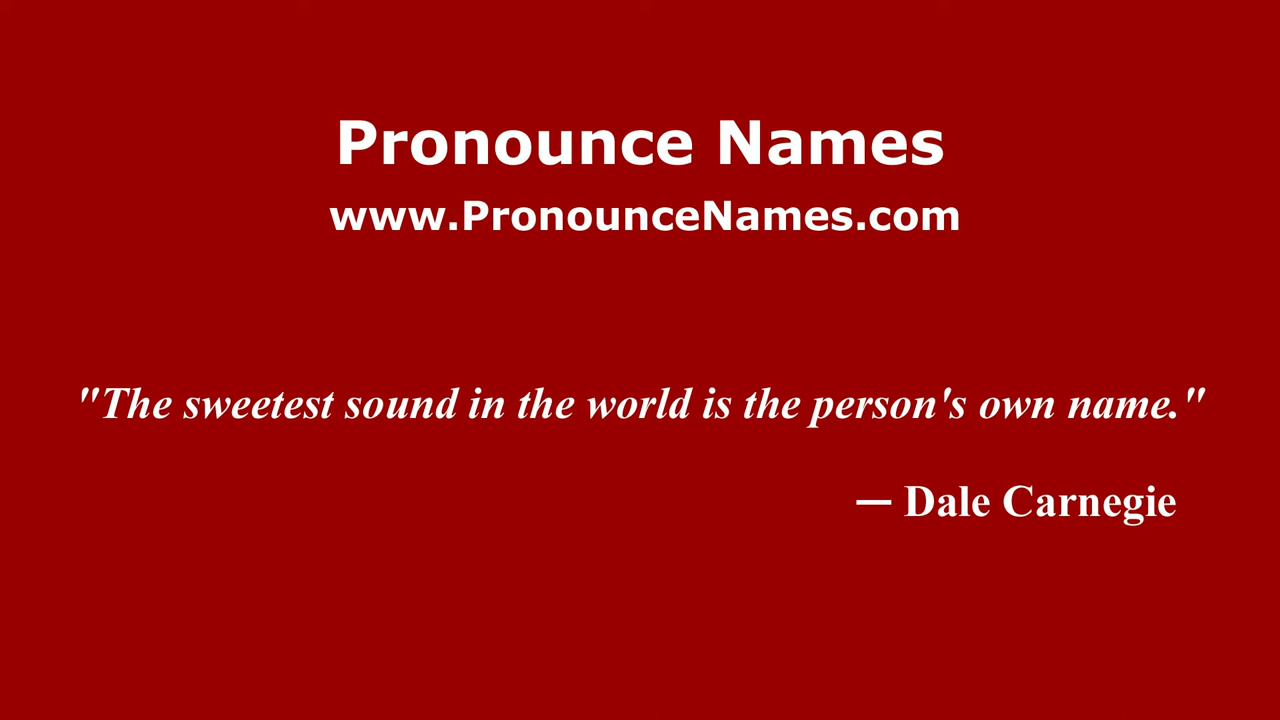 Pronounce Names
www.PronounceNames.com
"The sweetest sound in the world is the person's own name."
— Dale Carnegie